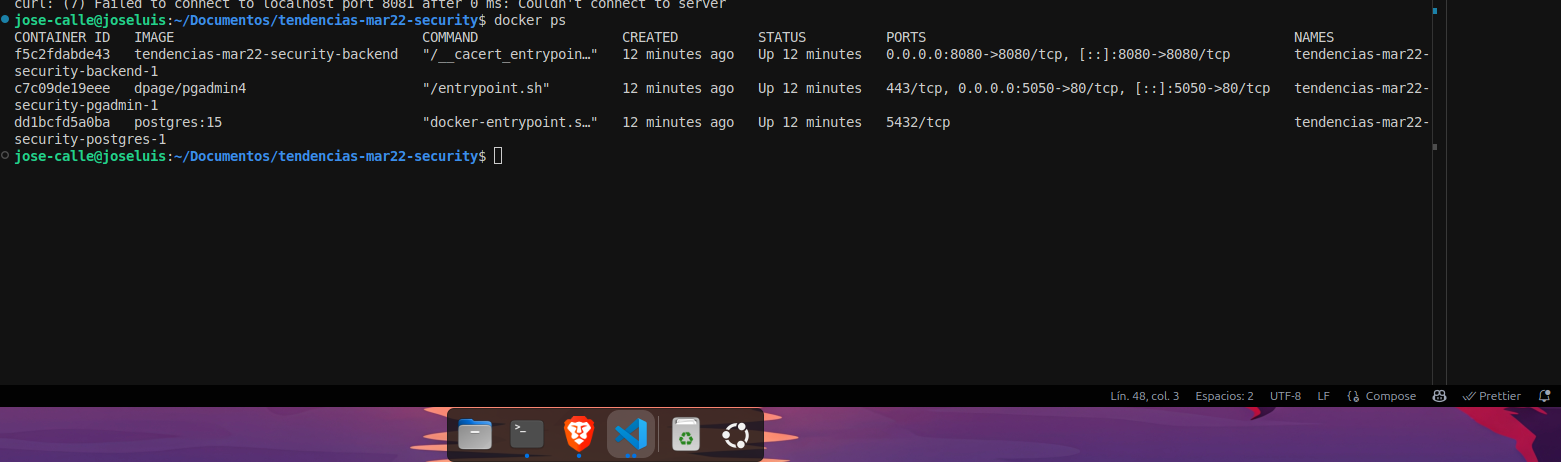 curl: (7) Failed to connect to localhost port 8081 after 0 ms: Couldn't connect to server
jose-calle@joseluis:~/Documentos/tendencias-mar22-security$ docker ps
CONTAINER ID   IMAGE                               COMMAND                  CREATED          STATUS          PORTS                                              NAMES
f5c2fdabde43   tendencias-mar22-security-backend   "/__cacert_entrypoin…"   12 minutes ago   Up 12 minutes   0.0.0.0:8080->8080/tcp, [::]:8080->8080/tcp        tendencias-mar22-
security-backend-1
c7c09de19eee   dpage/pgadmin4                      "/entrypoint.sh"         12 minutes ago   Up 12 minutes   443/tcp, 0.0.0.0:5050->80/tcp, [::]:5050->80/tcp   tendencias-mar22-
security-pgadmin-1
dd1bcfd5a0ba   postgres:15                         "docker-entrypoint.s…"   12 minutes ago   Up 12 minutes   5432/tcp                                           tendencias-mar22-
security-postgres-1
jose-calle@joseluis:~/Documentos/tendencias-mar22-security$
Lín. 48, col. 3   Espacios: 2   UTF-8   LF   Compose   Prettier